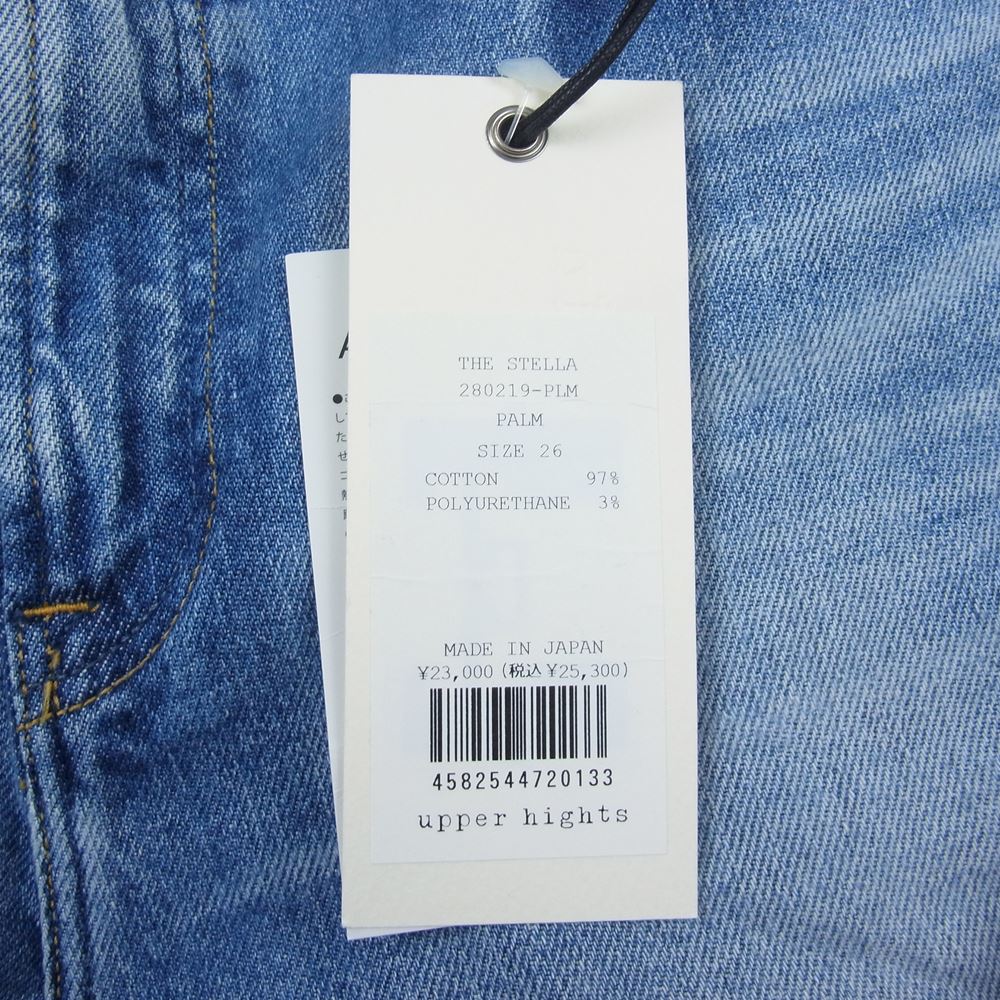 THE STELLA
280219-PLM
PALM
SIZE 26
COTTON 97%
POLYURETHANE 3%
MADE IN JAPAN
¥23,000 (税込¥25,300)
4582544720133
upper hights